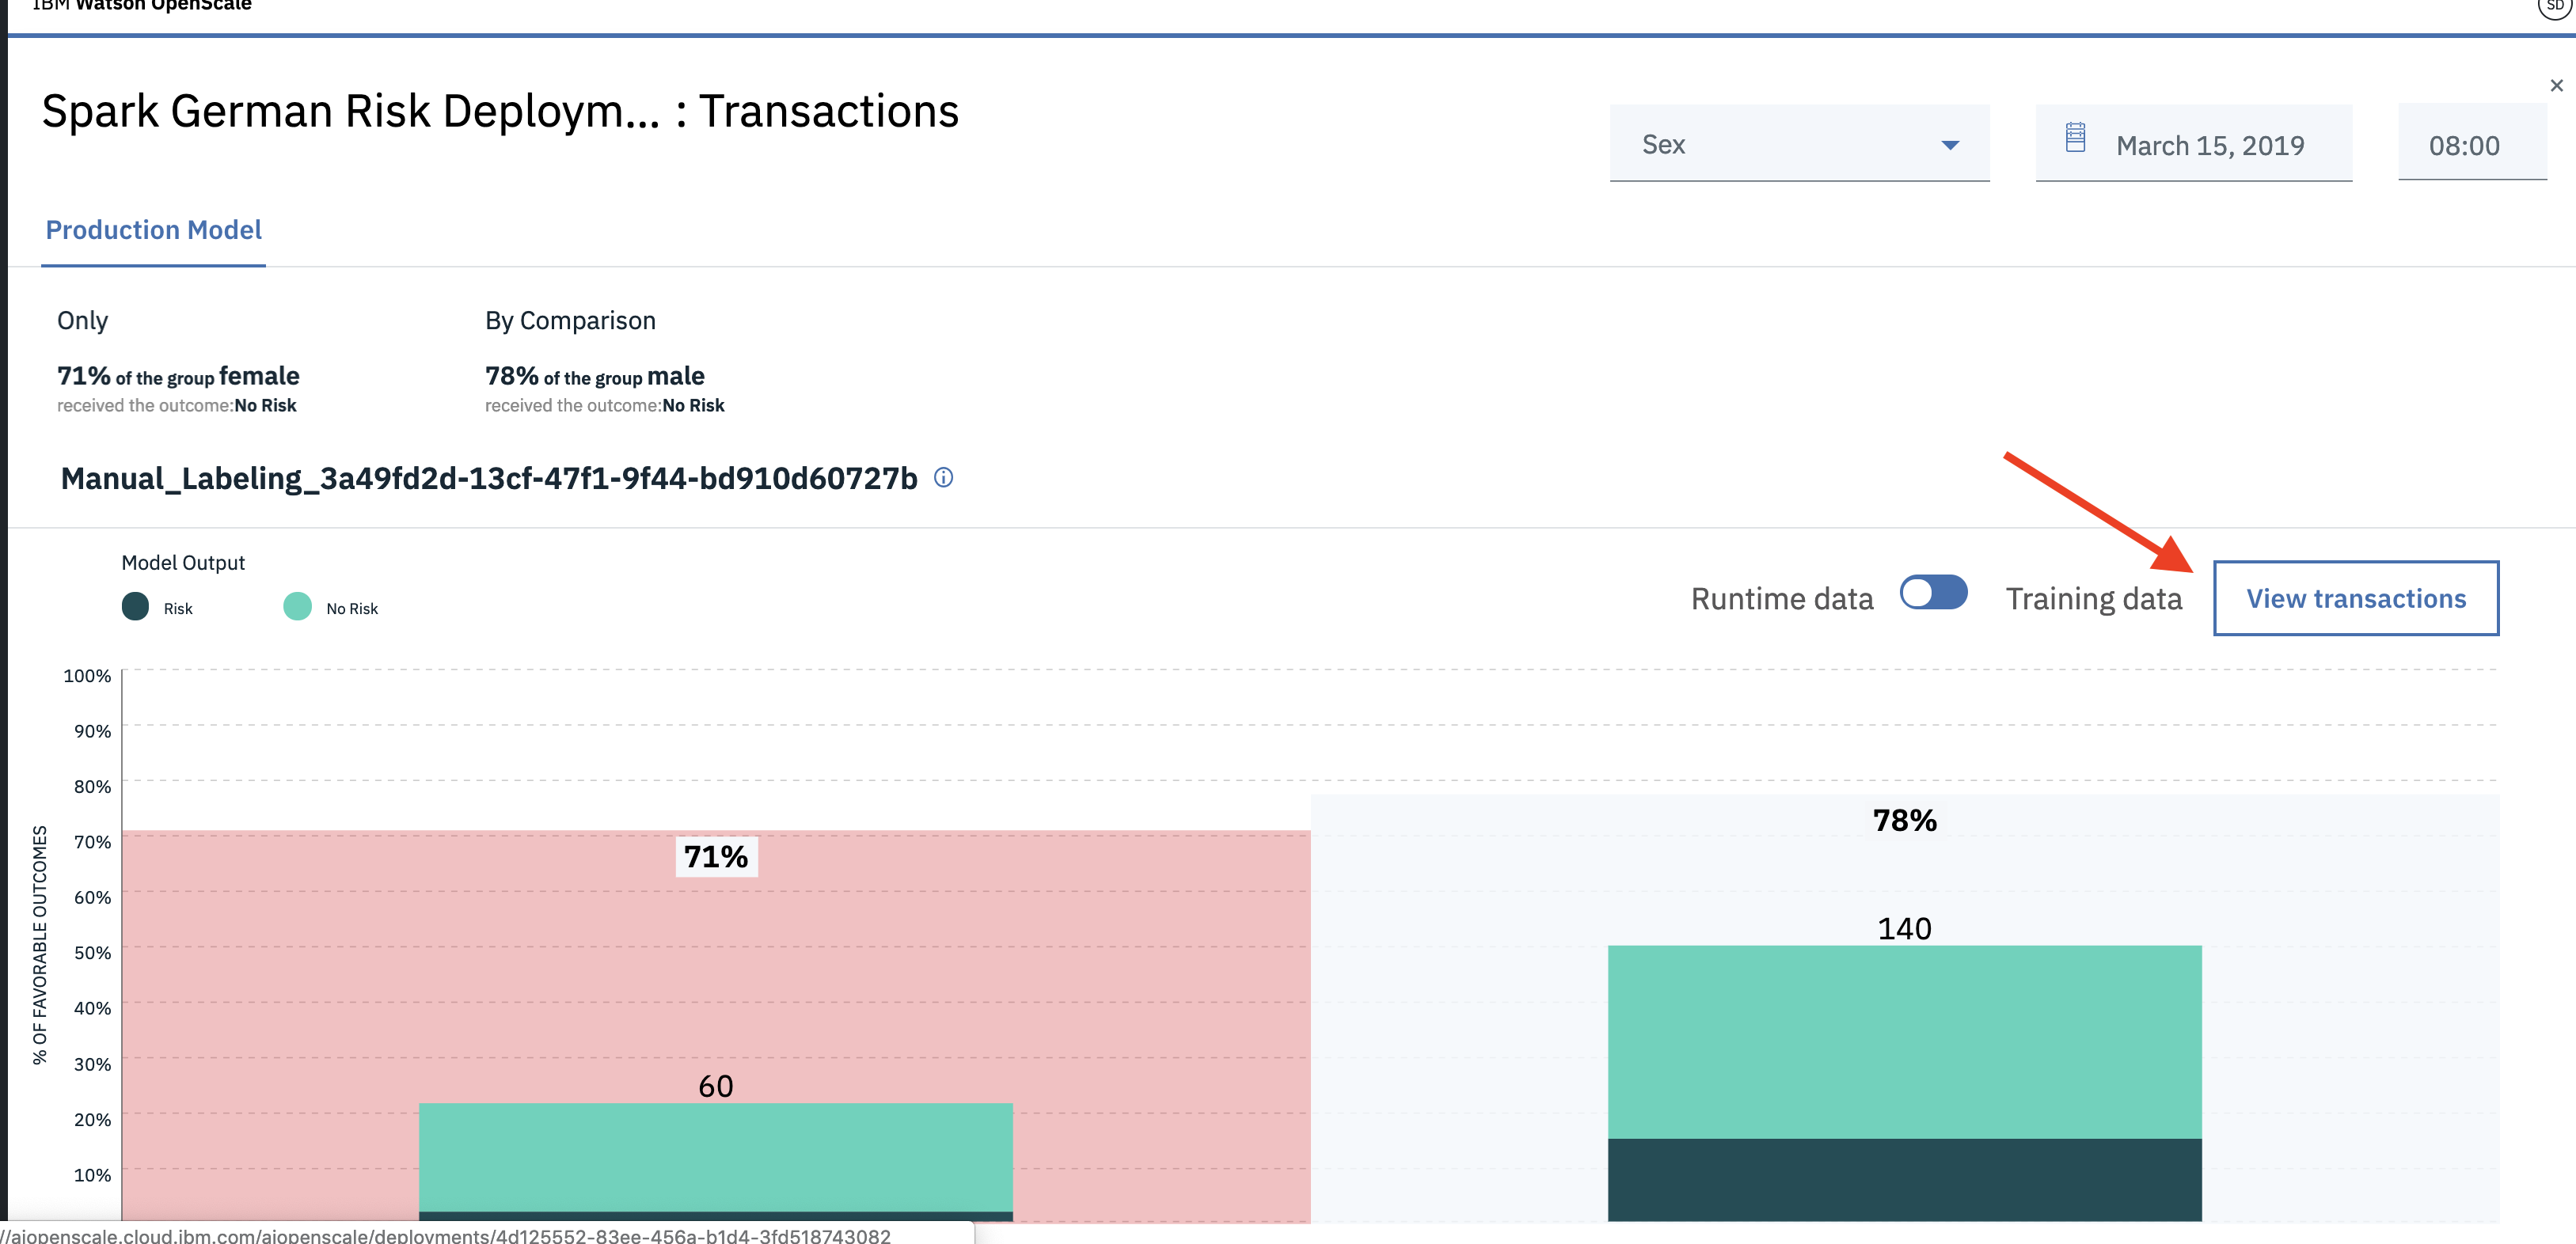 IBM Watson OpenScale
SD
Spark German Risk Deploym... : Transactions
Sex
March 15, 2019
08:00
Production Model
Only
By Comparison
71% of the group female
received the outcome:No Risk
78% of the group male
received the outcome:No Risk
Manual_Labeling_3a49fd2d-13cf-47f1-9f44-bd910d60727b
Model Output
Risk
No Risk
Runtime data
Training data
View transactions
100%
90%
80%
70%
60%
50%
40%
30%
20%
10%
% OF FAVORABLE OUTCOMES
71%
60
78%
140
//aiopenscale.cloud.ibm.com/aiopenscale/deployments/4d125552-83ee-456a-b1d4-3fd518743082